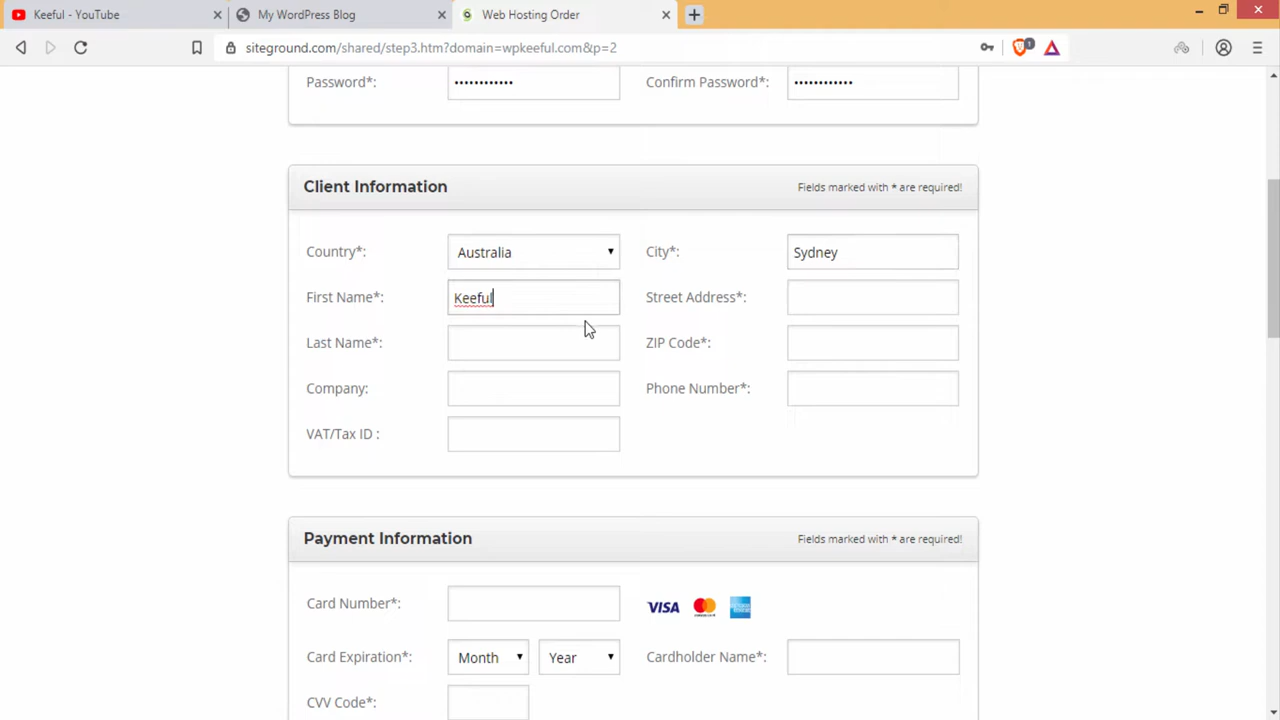 Keeful - YouTube
My WordPress Blog
Web Hosting Order
siteground.com/shared/step3.htm?domain=wpkeeful.com&p=2
1
Password*: •••••••••••• Confirm Password*: ••••••••••••
Client Information Fields marked with * are required!
Country*: Australia City*: Sydney
First Name*: Keeful Street Address*:
Last Name*: ZIP Code*:
Company: Phone Number*:
VAT/Tax ID :
Payment Information Fields marked with * are required!
Card Number*: VISA
Card Expiration*: Month Year Cardholder Name*:
CVV Code*: